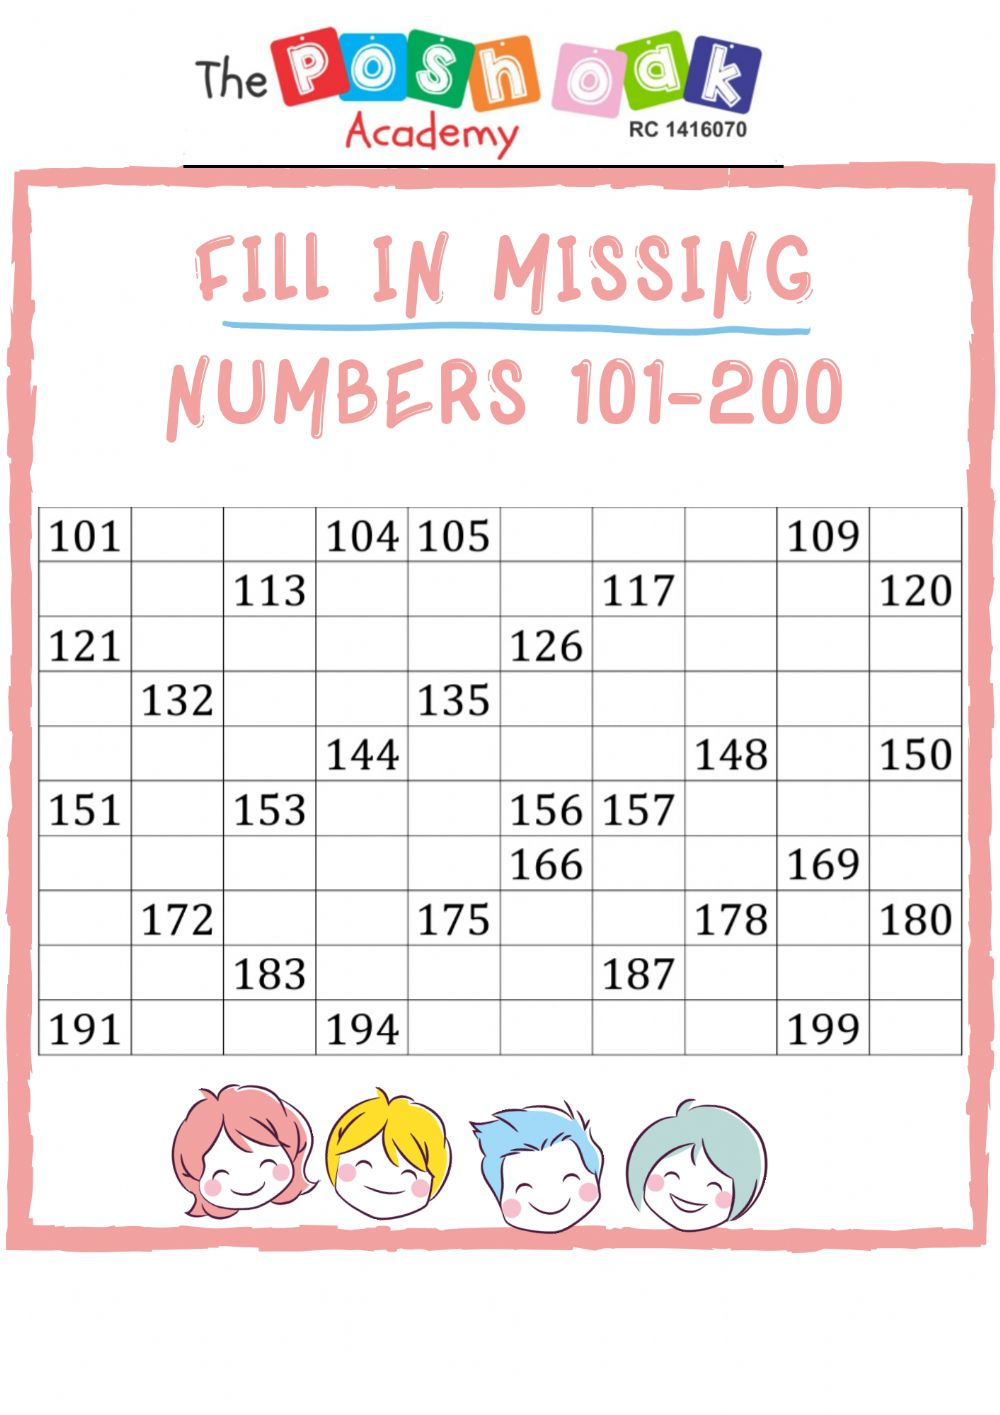 The Posh oak
Academy
RC 1416070
FILL IN MISSING
NUMBERS 101-200
101 104 105 109
113 117 120
121 126
132 135
144 148 150
151 153 156 157
166 169
172 175 178 180
183 187
191 194 199